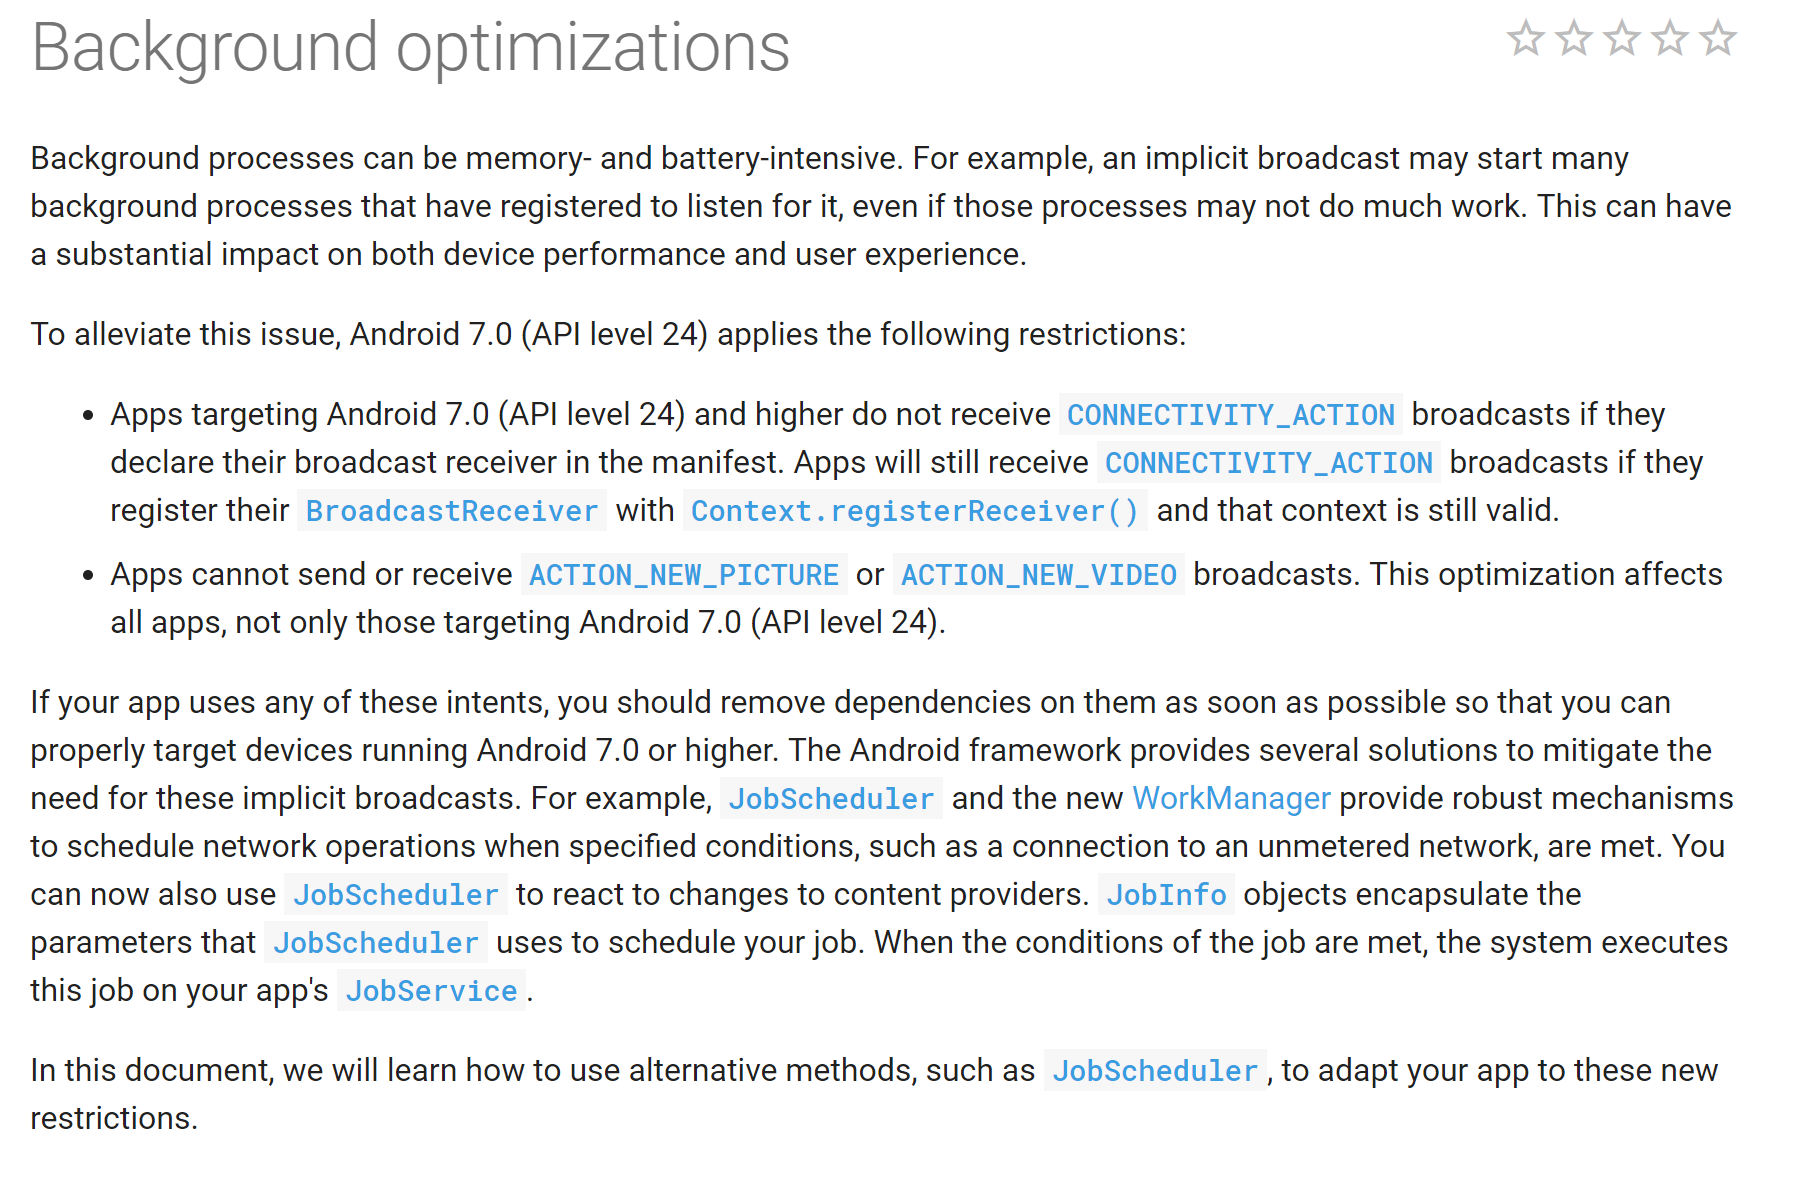 Background optimizations
Background processes can be memory- and battery-intensive. For example, an implicit broadcast may start many
background processes that have registered to listen for it, even if those processes may not do much work. This can have
a substantial impact on both device performance and user experience.
To alleviate this issue, Android 7.0 (API level 24) applies the following restrictions:
• Apps targeting Android 7.0 (API level 24) and higher do not receive CONNECTIVITY_ACTION broadcasts if they
declare their broadcast receiver in the manifest. Apps will still receive CONNECTIVITY_ACTION broadcasts if they
register their BroadcastReceiver with Context.registerReceiver() and that context is still valid.
• Apps cannot send or receive ACTION_NEW_PICTURE or ACTION_NEW_VIDEO broadcasts. This optimization affects
all apps, not only those targeting Android 7.0 (API level 24).
If your app uses any of these intents, you should remove dependencies on them as soon as possible so that you can
properly target devices running Android 7.0 or higher. The Android framework provides several solutions to mitigate the
need for these implicit broadcasts. For example, JobScheduler and the new WorkManager provide robust mechanisms
to schedule network operations when specified conditions, such as a connection to an unmetered network, are met. You
can now also use JobScheduler to react to changes to content providers. JobInfo objects encapsulate the
parameters that JobScheduler uses to schedule your job. When the conditions of the job are met, the system executes
this job on your app's JobService.
In this document, we will learn how to use alternative methods, such as JobScheduler, to adapt your app to these new
restrictions.